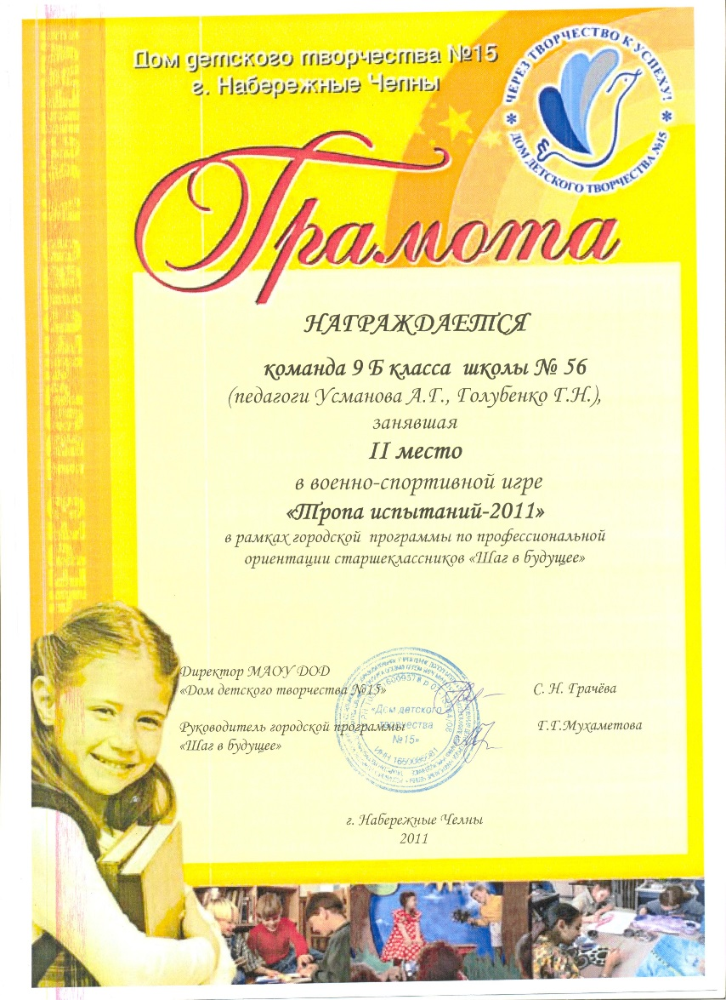 Дом детского творчества №15
г. Набережные Челны
ЧЕРЕЗ ТВОРЧЕСТВО К УСПЕХУ!
ДОМ ДЕТСКОГО ТВОРЧЕСТВА №15
Грамота
НАГРАЖДАЕТСЯ
команда 9 Б класса школы № 56
(педагоги Усманова А.Г., Голубенко Г.Н.),
занявшая
II место
в военно-спортивной игре
«Тропа испытаний-2011»
в рамках городской программы по профессиональной
ориентации старшеклассников «Шаг в будущее»
ЧЕРЕЗ ТВОРЧЕСТВО К УСПЕХУ!
Директор МАОУ ДОД
«Дом детского творчества №15»
С. Н. Грачёва
Руководитель городской программы
«Шаг в будущее»
Г.Г.Мухаметова
«Дом детского
творчества
№15»
г. Набережные Челны
2011